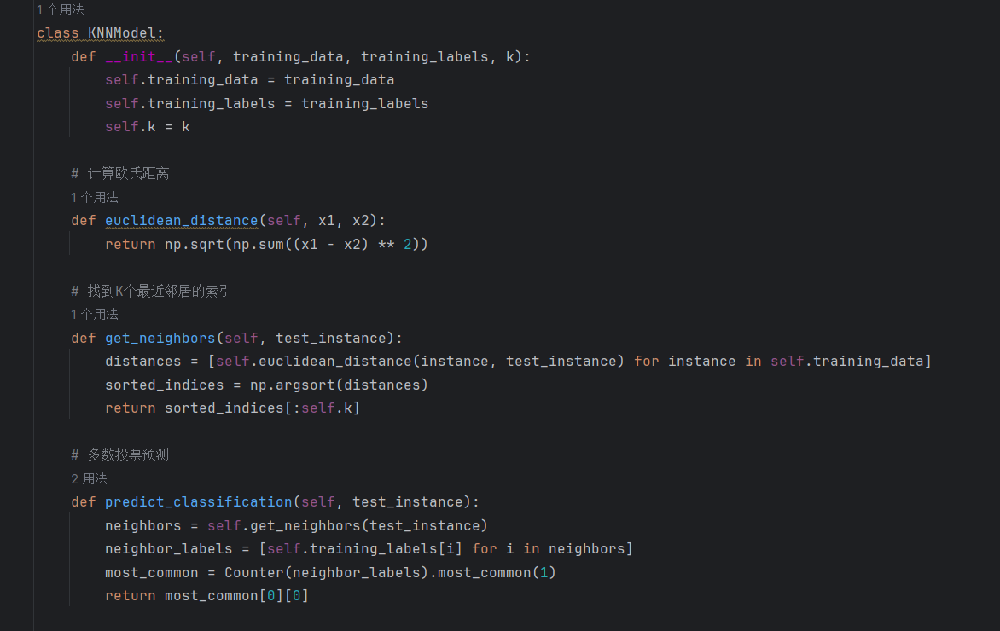 1 个用法
class KNNModel:
    def __init__(self, training_data, training_labels, k):
        self.training_data = training_data
        self.training_labels = training_labels
        self.k = k
    # 计算欧氏距离
    1 个用法
    def euclidean_distance(self, x1, x2):
        return np.sqrt(np.sum((x1 - x2) ** 2))
    # 找到K个最近邻居的索引
    1 个用法
    def get_neighbors(self, test_instance):
        distances = [self.euclidean_distance(instance, test_instance) for instance in self.training_data]
        sorted_indices = np.argsort(distances)
        return sorted_indices[:self.k]
    # 多数投票预测
    2 用法
    def predict_classification(self, test_instance):
        neighbors = self.get_neighbors(test_instance)
        neighbor_labels = [self.training_labels[i] for i in neighbors]
        most_common = Counter(neighbor_labels).most_common(1)
        return most_common[0][0]